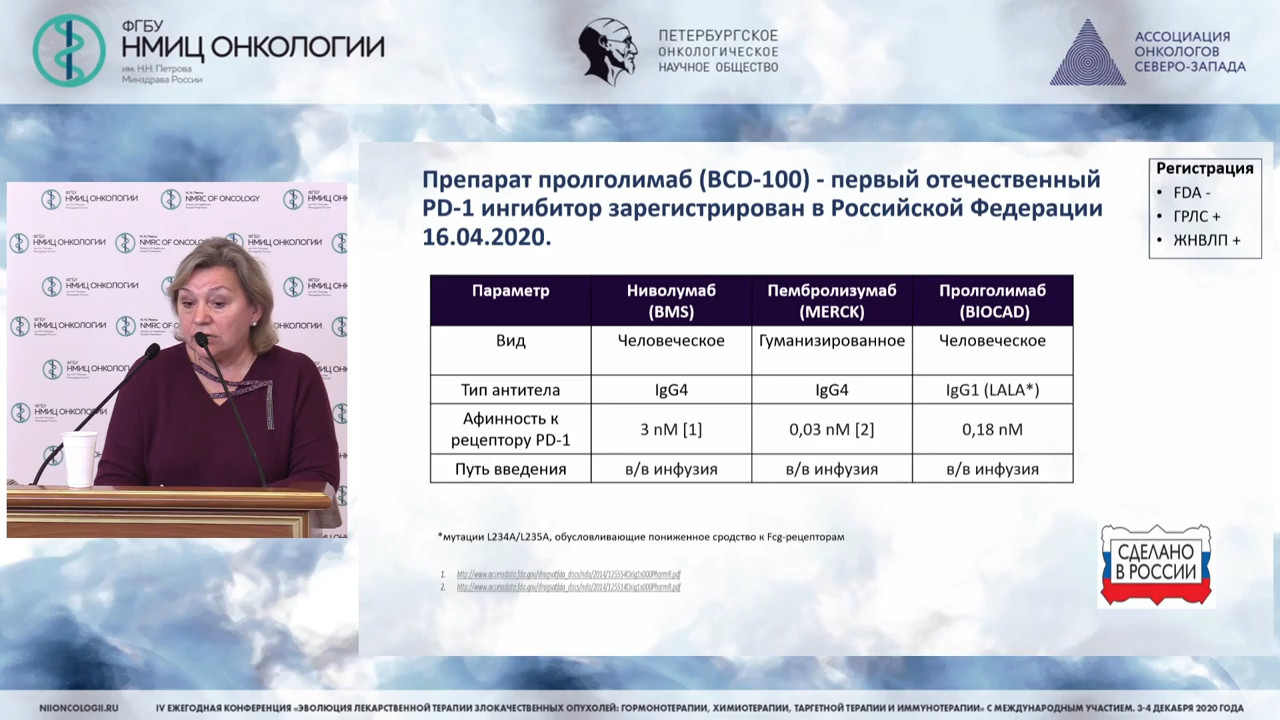 ФГБУ
НМИЦ ОНКОЛОГИИ
им. Н.Н. Петрова
Минздрава России
ПЕТЕРБУРГСКОЕ
ОНКОЛОГИЧЕСКОЕ
НАУЧНОЕ ОБЩЕСТВО
АССОЦИАЦИЯ
ОНКОЛОГОВ
СЕВЕРО-ЗАПАДА
НМИЦ ОНКОЛОГИИ
NMRC OF ONCOLOGY
Препарат пролголимаб (BCD-100) - первый отечественный
PD-1 ингибитор зарегистрирован в Российской Федерации
16.04.2020.
Регистрация
• FDA -
• ГРЛС +
• ЖНВЛП +
Параметр Ниволумаб (BMS) Пембролизумаб (MERCK) Пролголимаб (BIOCAD)
Вид Человеческое Гуманизированное Человеческое
Тип антитела IgG4 IgG4 IgG1 (LALA*)
Афинность к рецептору PD-1 3 nM [1] 0,03 nM [2] 0,18 nM
Путь введения в/в инфузия в/в инфузия в/в инфузия
*мутации L234A/L235A, обусловливающие пониженное сродство к Fcg-рецепторам
СДЕЛАНО
В РОССИИ
NIIONCOLOGII.RU
IV ЕЖЕГОДНАЯ КОНФЕРЕНЦИЯ «ЭВОЛЮЦИЯ ЛЕКАРСТВЕННОЙ ТЕРАПИИ ЗЛОКАЧЕСТВЕННЫХ ОПУХОЛЕЙ: ГОРМОНОТЕРАПИИ, ХИМИОТЕРАПИИ, ТАРГЕТНОЙ ТЕРАПИИ И ИММУНОТЕРАПИИ» С МЕЖДУНАРОДНЫМ УЧАСТИЕМ. 3-4 ДЕКАБРЯ 2020 ГОДА